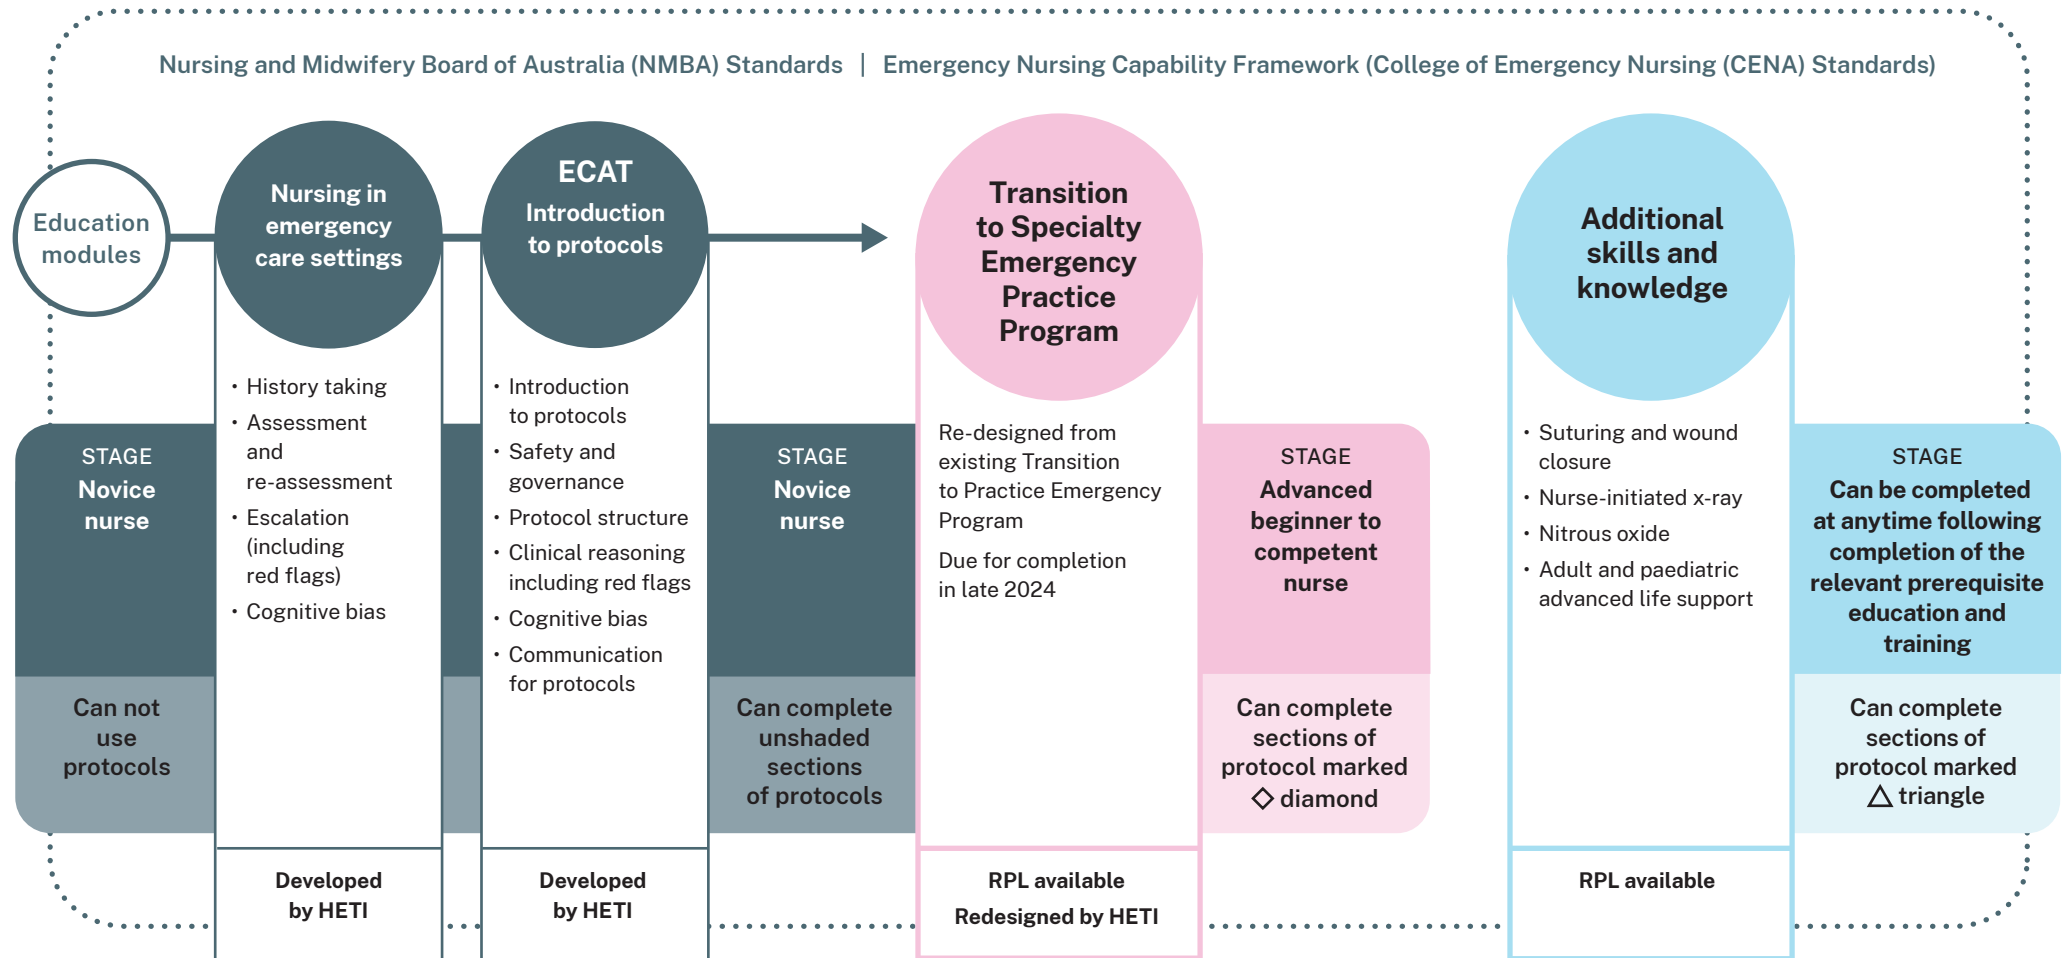 Nursing and Midwifery Board of Australia (NMBA) Standards | Emergency Nursing Capability Framework (College of Emergency Nursing (CENA) Standards)
Education
modules
Nursing in
emergency
care settings
ECAT
Introduction
to protocols
Transition
to Specialty
Emergency
Practice
Program
Additional
skills and
knowledge
STAGE
Novice
nurse
Can not
use
protocols
• History taking
• Assessment
and
re-assessment
• Escalation
(including
red flags)
• Cognitive bias
Developed
by HETI
• Introduction
to protocols
• Safety and
governance
• Protocol structure
• Clinical reasoning
including red flags
• Cognitive bias
• Communication
for protocols
Developed
by HETI
STAGE
Novice
nurse
Can complete
unshaded
sections
of protocols
Re-designed from
existing Transition
to Practice Emergency
Program
Due for completion
in late 2024
RPL available
Redesigned by HETI
STAGE
Advanced
beginner to
competent
nurse
Can complete
sections of
protocol marked
◇ diamond
• Suturing and wound
closure
• Nurse-initiated x-ray
• Nitrous oxide
• Adult and paediatric
advanced life support
RPL available
STAGE
Can be completed
at anytime following
completion of the
relevant prerequisite
education and
training
Can complete
sections of
protocol marked
△ triangle